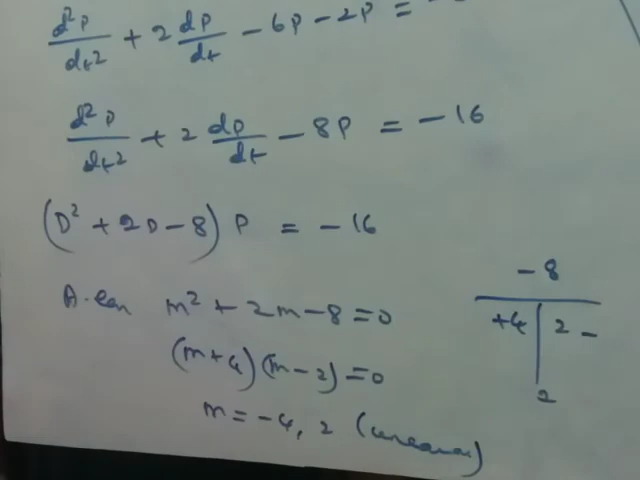 d²P/dt² + 2 dP/dt - 6P - 2P =
d²P/dt² + 2 dP/dt - 8P = -16
(D² + 2D - 8) P = -16
A. eqn m² + 2m - 8 = 0
(m+4)(m-2) = 0
m = -4, 2
-8
+4 | 2 -
2